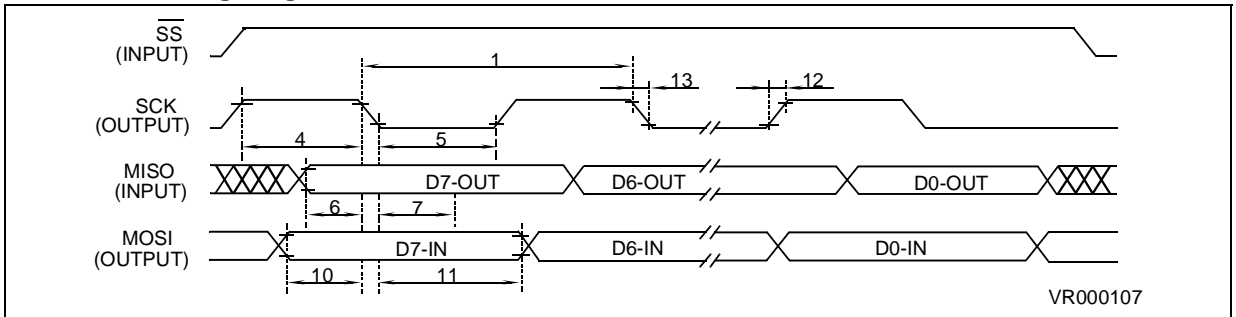 SS
(INPUT)
1
13
12
SCK
(OUTPUT)
4
5
MISO
(INPUT)
D7-OUT
D6-OUT
D0-OUT
6
7
MOSI
(OUTPUT)
D7-IN
D6-IN
D0-IN
10
11
VR000107